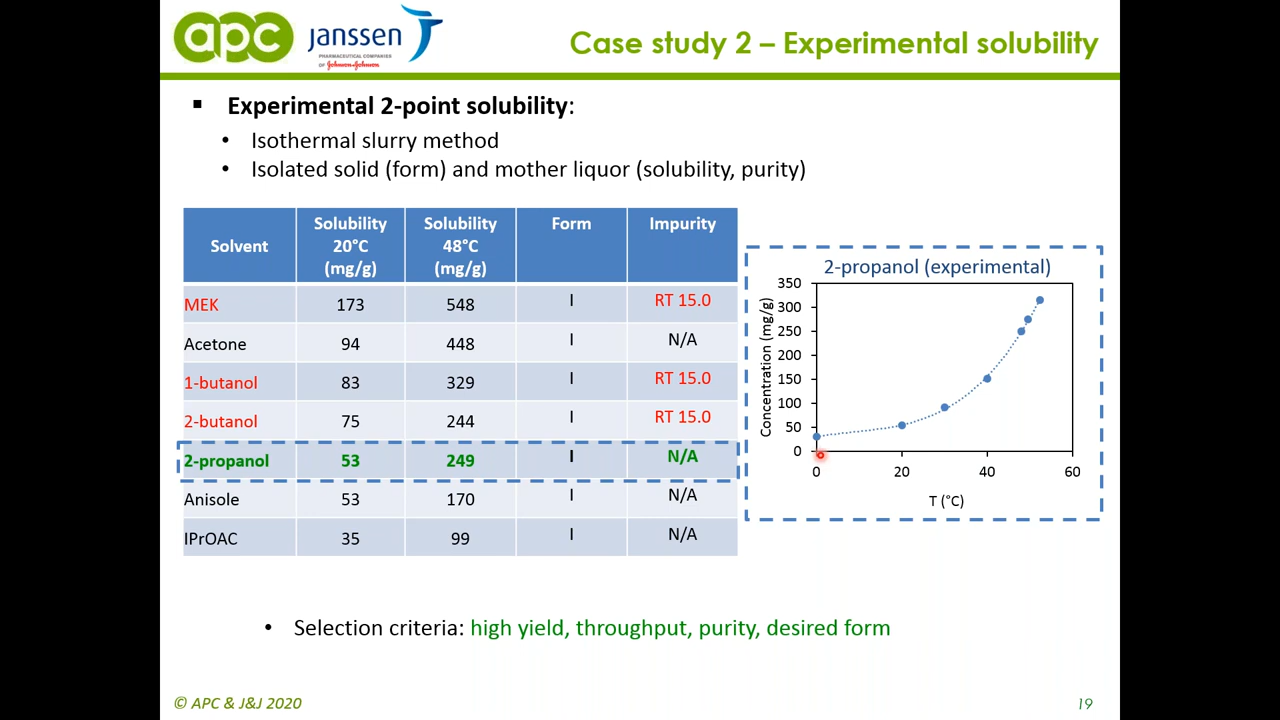 apc
janssen
PHARMACEUTICAL COMPANIES
OF Johnson & Johnson
Case study 2 – Experimental solubility
▪ Experimental 2-point solubility:
• Isothermal slurry method
• Isolated solid (form) and mother liquor (solubility, purity)
Solvent Solubility 20°C (mg/g) Solubility 48°C (mg/g) Form Impurity
MEK 173 548 I RT 15.0
Acetone 94 448 I N/A
1-butanol 83 329 I RT 15.0
2-butanol 75 244 I RT 15.0
2-propanol 53 249 I N/A
Anisole 53 170 I N/A
IPrOAC 35 99 I N/A
2-propanol (experimental)
Concentration (mg/g)
350
300
250
200
150
100
50
0
0 20 40 60
T (°C)
• Selection criteria: high yield, throughput, purity, desired form
© APC & J&J 2020
19